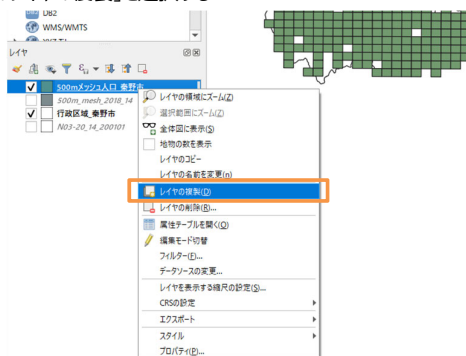 DB2
WMS/WMTS
レイヤ
500mメッシュ人口_秦野市
500m_mesh_2018_14
行政区域_秦野市
N03-20_14_200101
レイヤの領域にズーム(Z)
選択範囲にズーム(Z)
全体図に表示(S)
地物の数を表示
レイヤのコピー
レイヤの名前を変更(n)
レイヤの複製(D)
レイヤの削除(R)...
属性テーブルを開く(O)
編集モード切替
フィルター(F)...
データソースの変更...
レイヤを表示する縮尺の設定(S)...
CRSの設定
エクスポート
スタイル
プロパティ(P)...